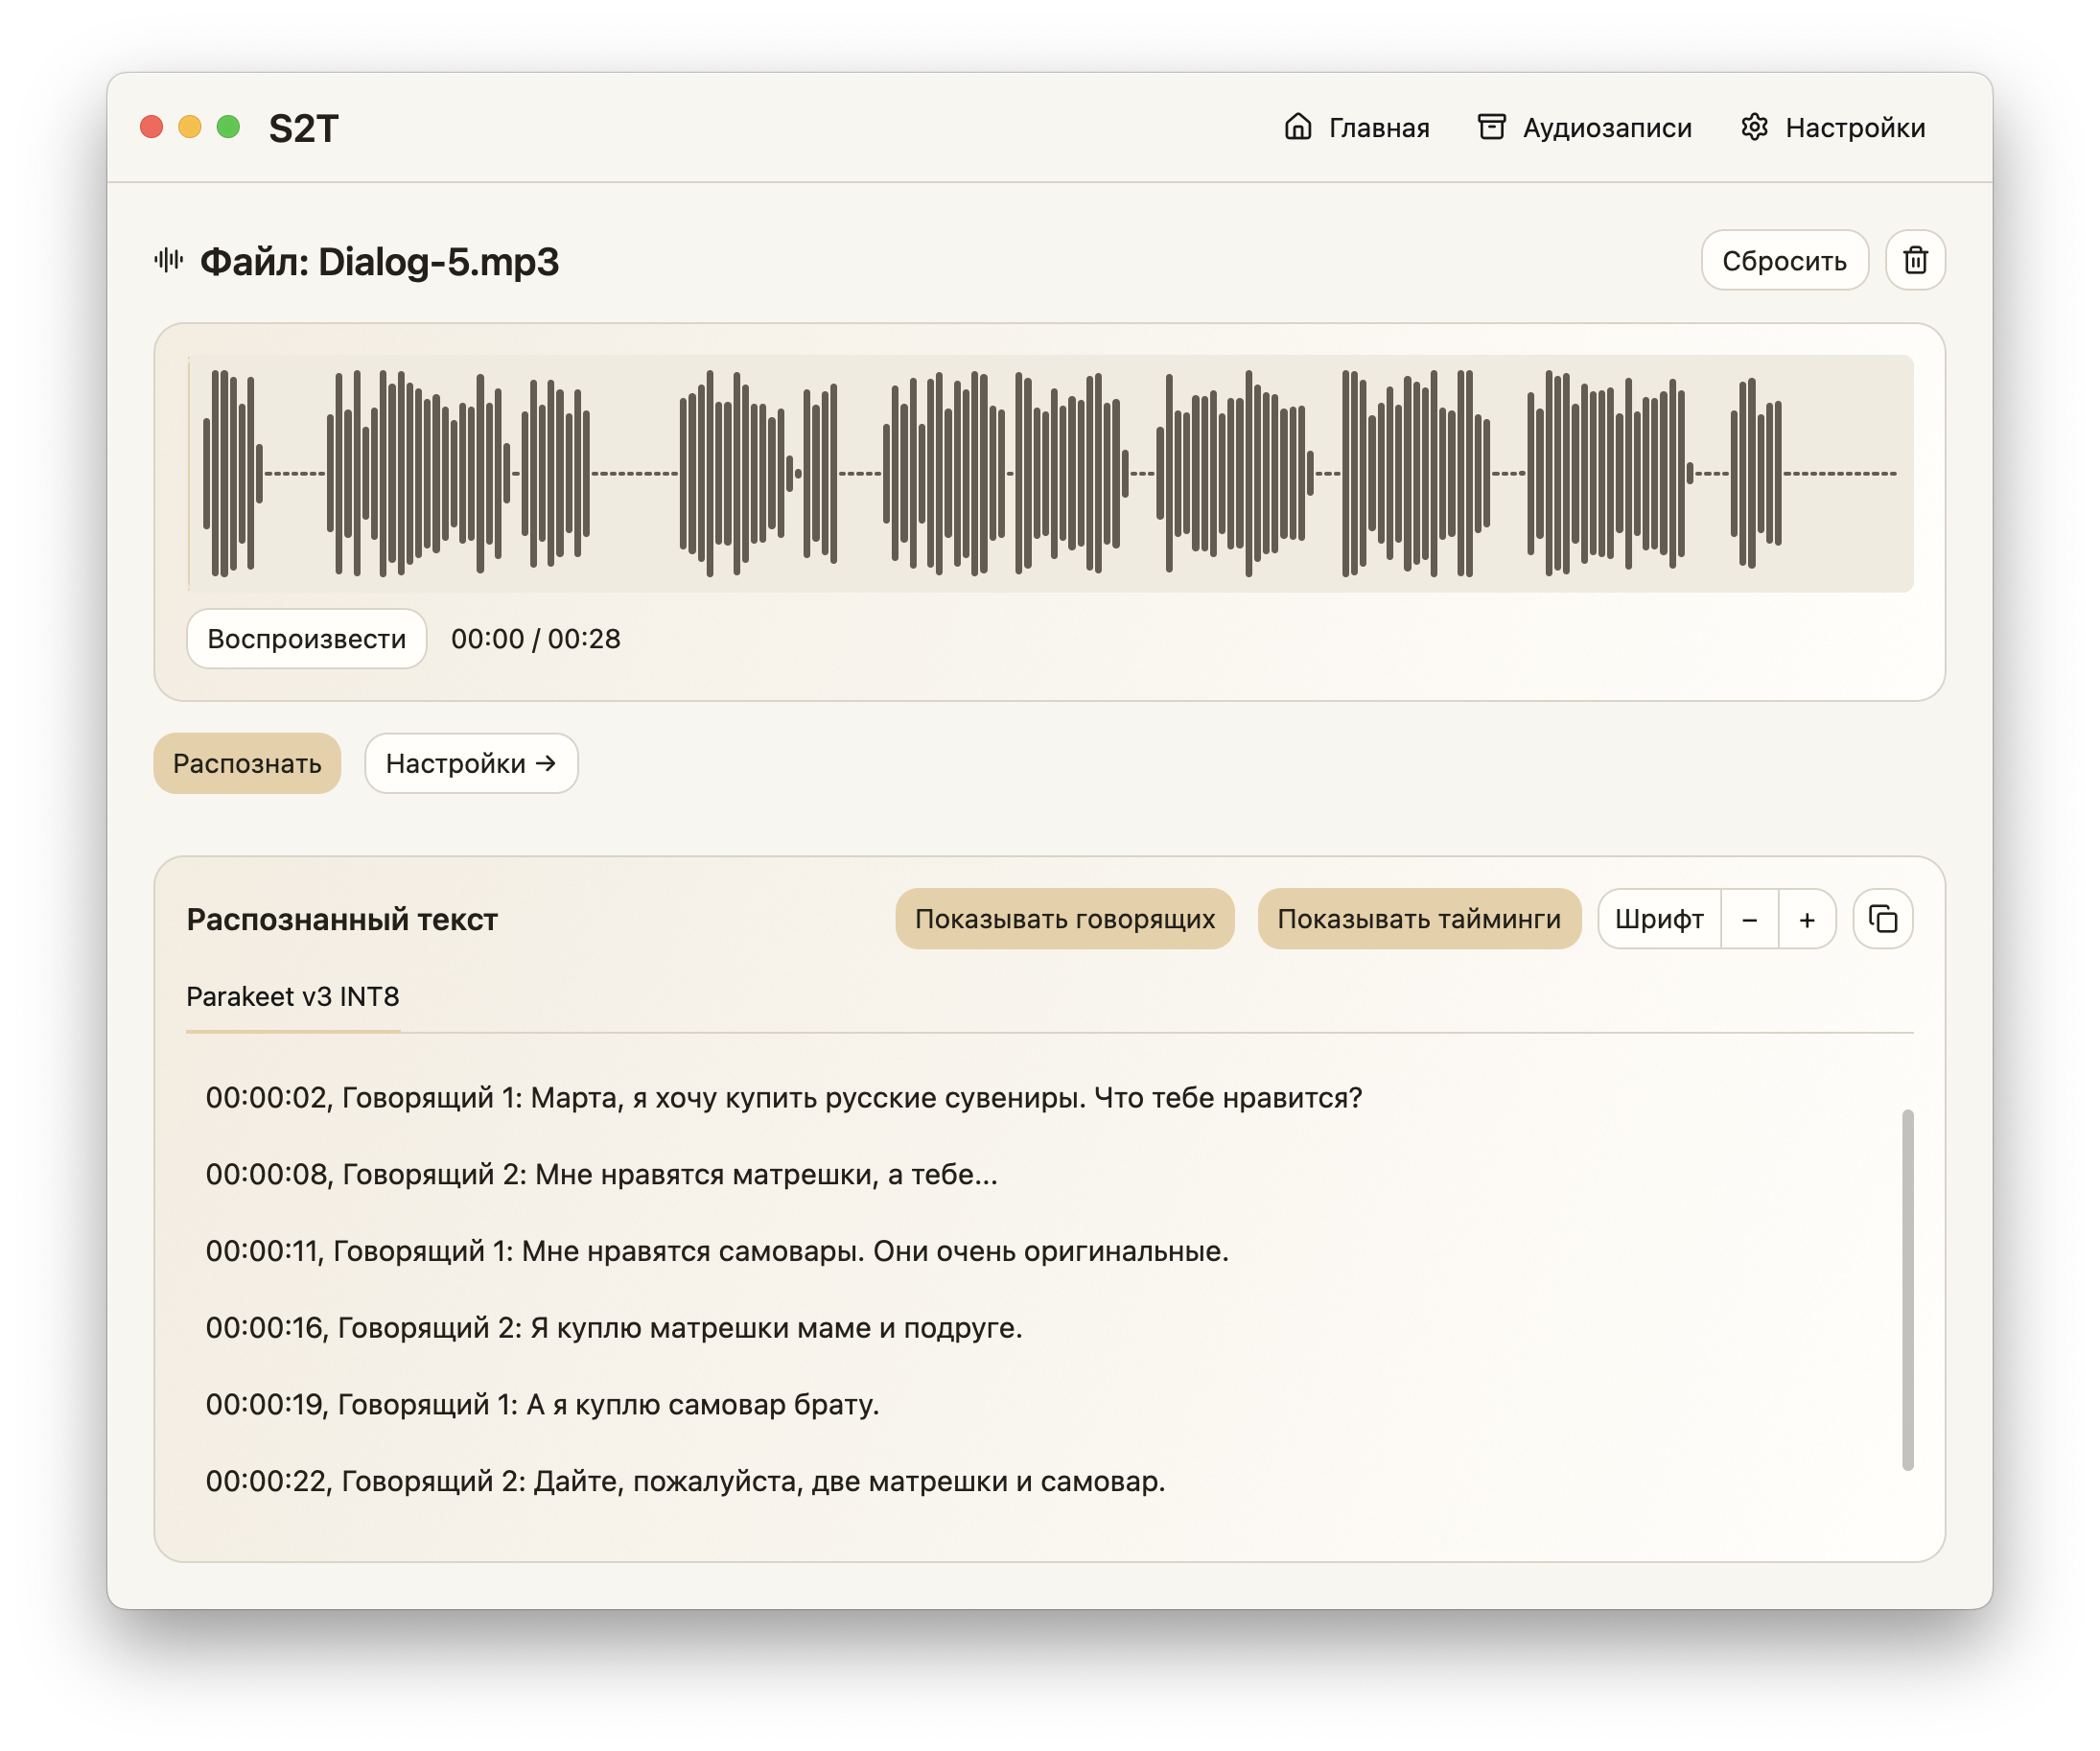 S2T
Главная
Аудиозаписи
Настройки
Файл: Dialog-5.mp3
Сбросить
Воспроизвести
00:00 / 00:28
Распознать
Настройки →
Распознанный текст
Показывать говорящих
Показывать тайминги
Шрифт
−
+
Parakeet v3 INT8
00:00:02, Говорящий 1: Марта, я хочу купить русские сувениры. Что тебе нравится?
00:00:08, Говорящий 2: Мне нравятся матрешки, а тебе...
00:00:11, Говорящий 1: Мне нравятся самовары. Они очень оригинальные.
00:00:16, Говорящий 2: Я куплю матрешки маме и подруге.
00:00:19, Говорящий 1: А я куплю самовар брату.
00:00:22, Говорящий 2: Дайте, пожалуйста, две матрешки и самовар.